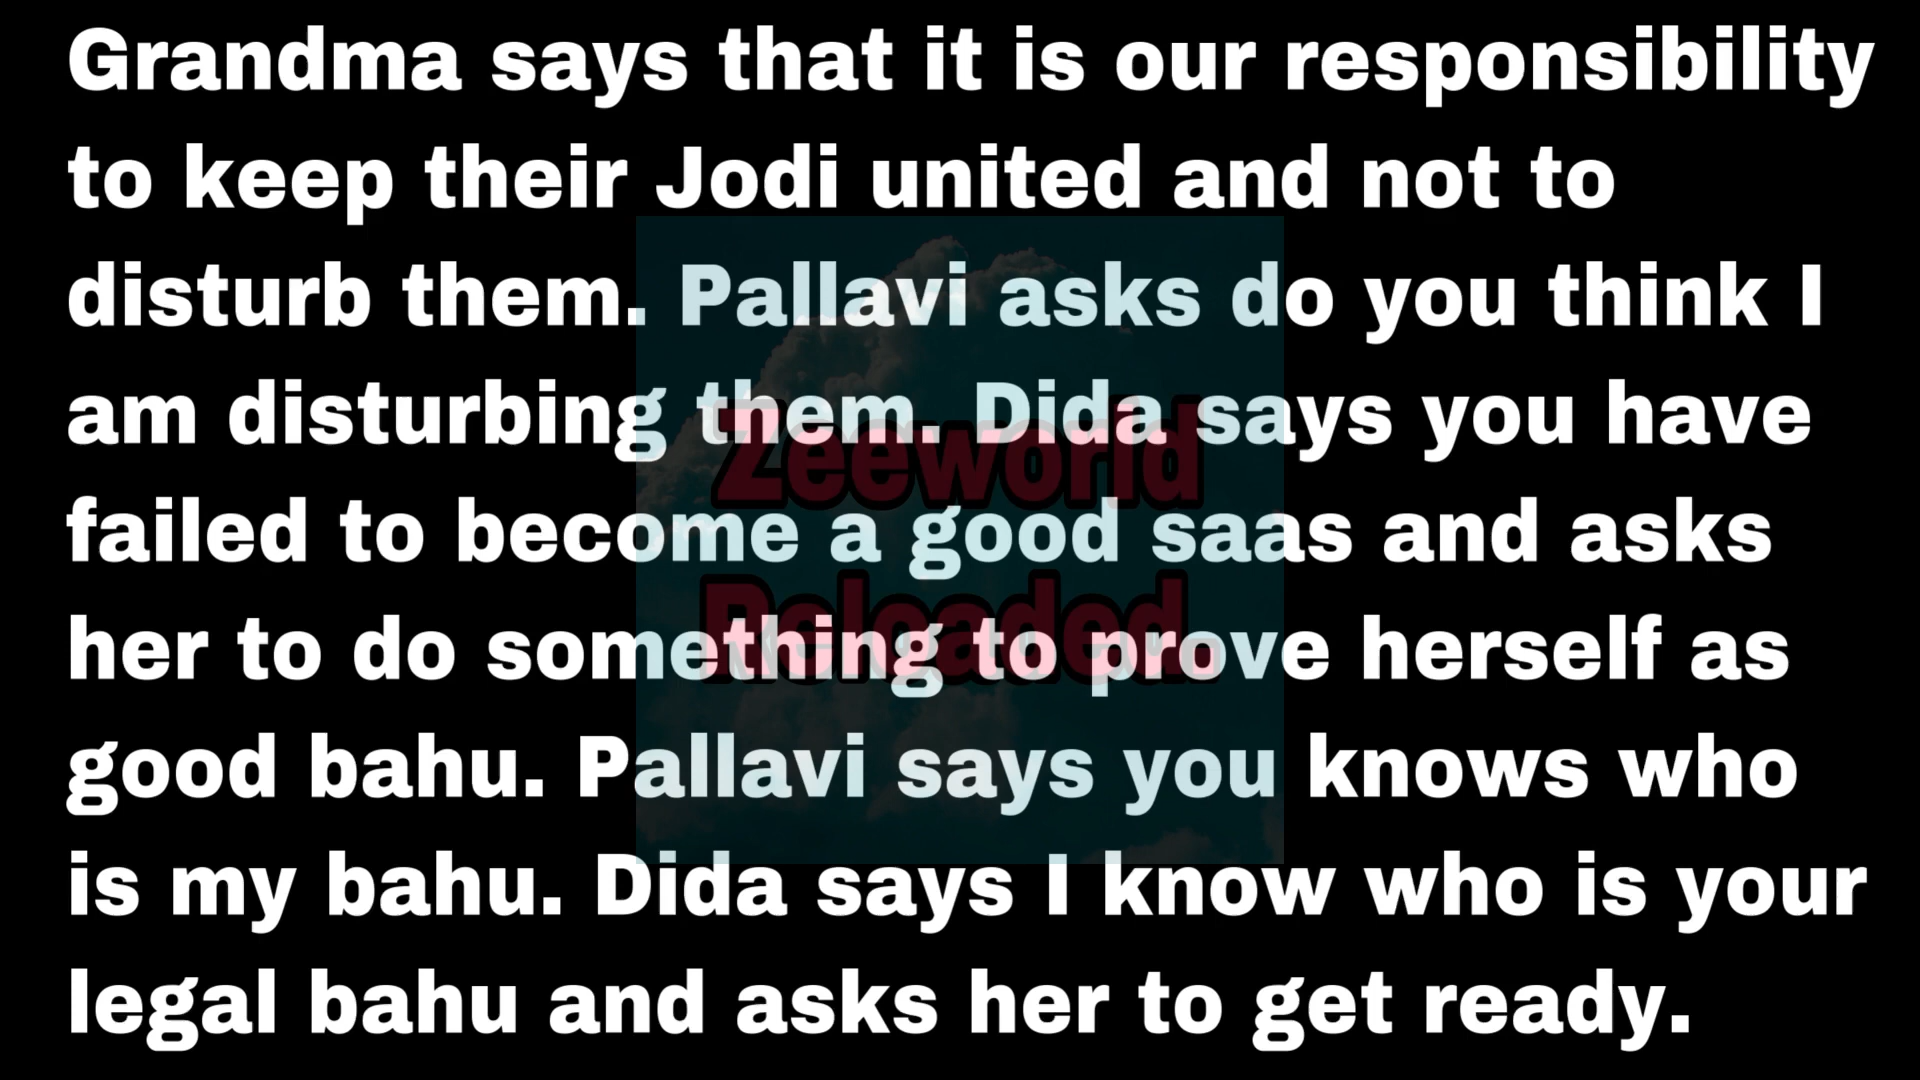 Grandma says that it is our responsibility
to keep their Jodi united and not to
disturb them. Pallavi asks do you think I
am disturbing them. Dida says you have
failed to become a good saas and asks
her to do something to prove herself as
good bahu. Pallavi says you knows who
is my bahu. Dida says I know who is your
legal bahu and asks her to get ready.
Zeeworld
Reloaded.